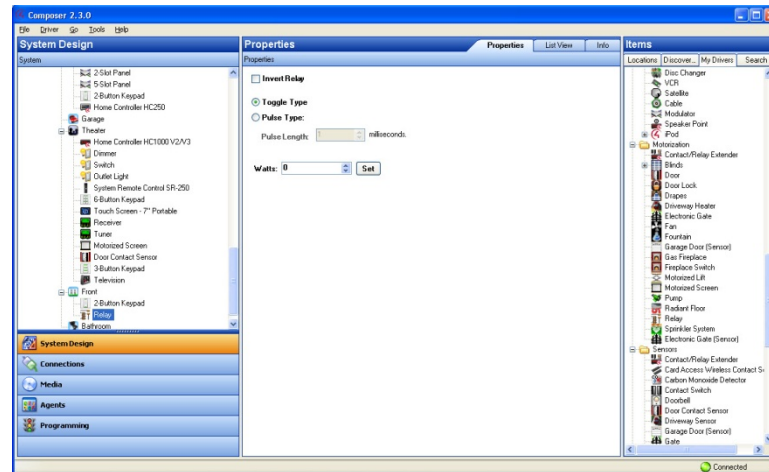 Composer 2.3.0
File Driver Go Tools Help
System Design
System
2-Slot Panel
5-Slot Panel
2-Button Keypad
Home Controller HC250
Garage
Theater
Home Controller HC1000 V2/V3
Dimmer
Switch
Outlet Light
System Remote Control SR-250
6-Button Keypad
Touch Screen - 7" Portable
Receiver
Tuner
Motorized Screen
Door Contact Sensor
3-Button Keypad
Television
Front
2-Button Keypad
Relay
Bathroom
System Design
Connections
Media
Agents
Programming
Properties
Properties List View Info
Properties
Invert Relay
Toggle Type
Pulse Type:
Pulse Length: 1 milliseconds.
Watts: 0 Set
Items
Locations Discover... My Drivers Search
Disc Changer
VCR
Satellite
Cable
Modulator
Speaker Point
iPod
Motorization
Contact/Relay Extender
Blinds
Door
Door Lock
Drapes
Driveway Heater
Electronic Gate
Fan
Fountain
Garage Door (Sensor)
Gas Fireplace
Fireplace Switch
Motorized Lift
Motorized Screen
Pump
Radiant Floor
Relay
Sprinkler System
Electronic Gate (Sensor)
Sensors
Contact/Relay Extender
Card Access Wireless Contact S
Carbon Monoxide Detector
Contact Switch
Doorbell
Door Contact Sensor
Driveway Sensor
Garage Door (Sensor)
Gate
Connected